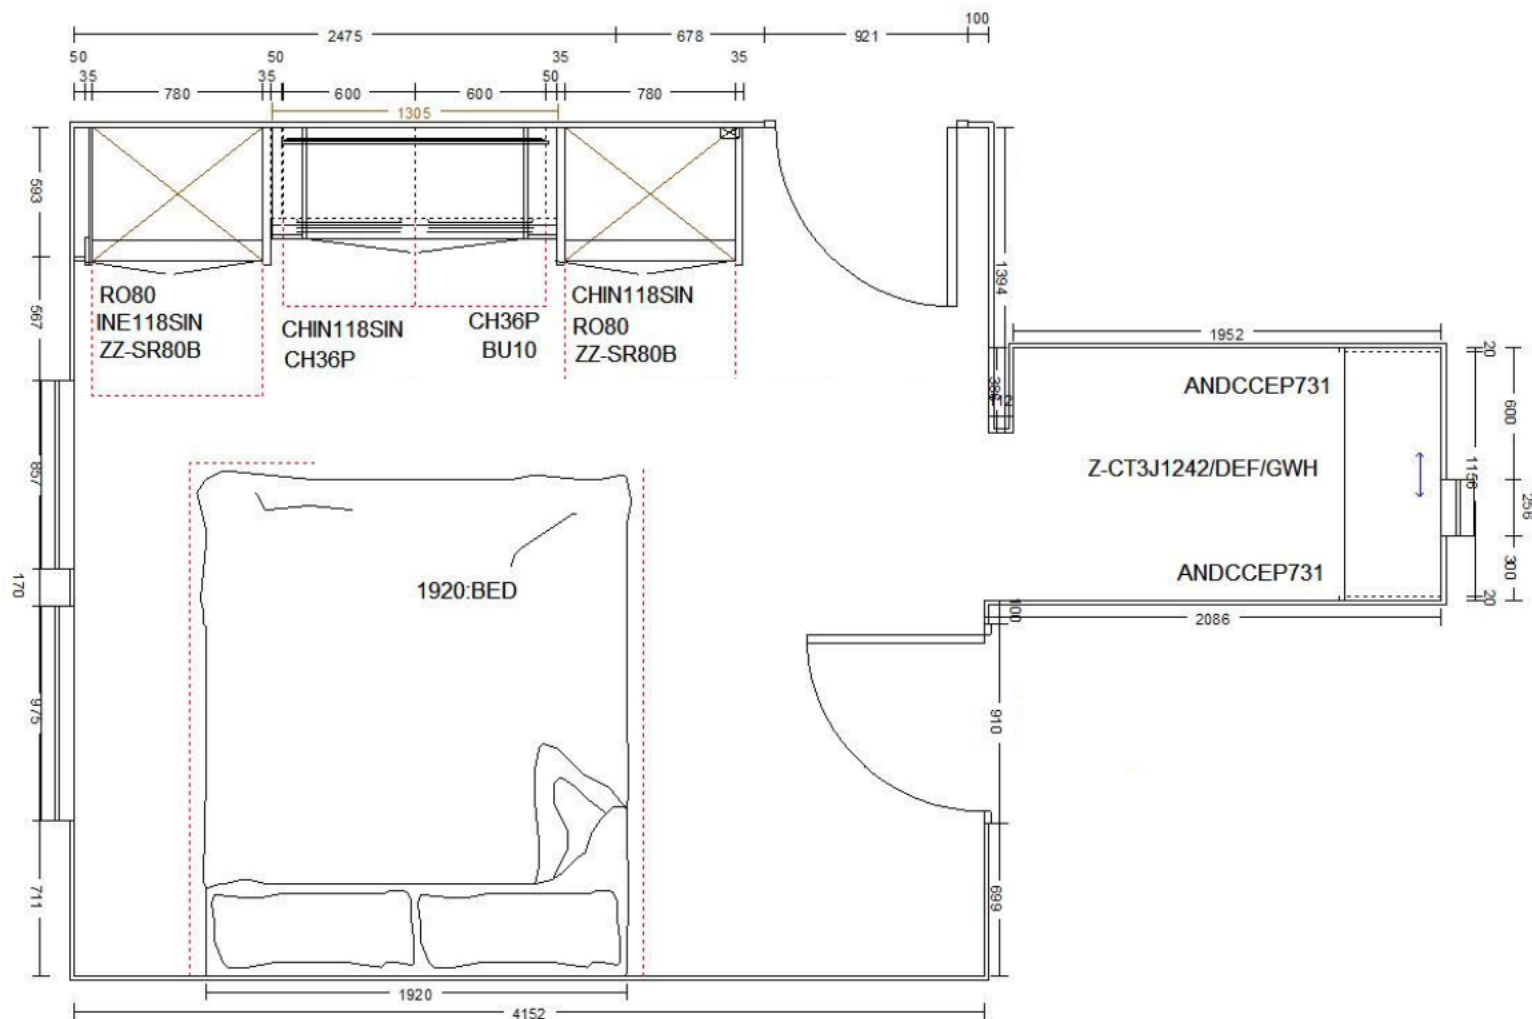 100
2475
678
921
50
50
35
35
35
35
50
780
600
600
780
1305
593
567
857
170
975
711
RO80
INE118SIN
ZZ-SR80B
CHIN118SIN
CH36P
CH36P
BU10
CHIN118SIN
RO80
ZZ-SR80B
1394
1952
20
ANDCCEP731
600
Z-CT3J1242/DEF/GWH
1156
256
300
ANDCCEP731
20
1920:BED
100
2086
910
699
1920
4152